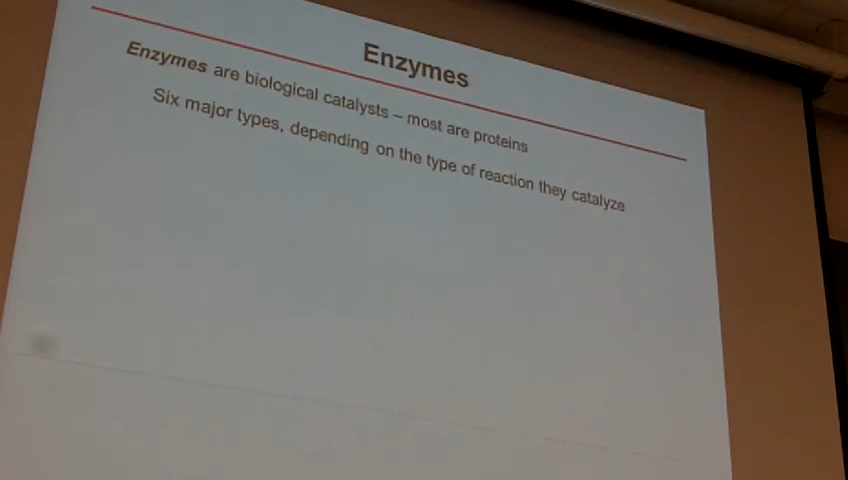 Enzymes
Enzymes are biological catalysts – most are proteins
Six major types, depending on the type of reaction they catalyze